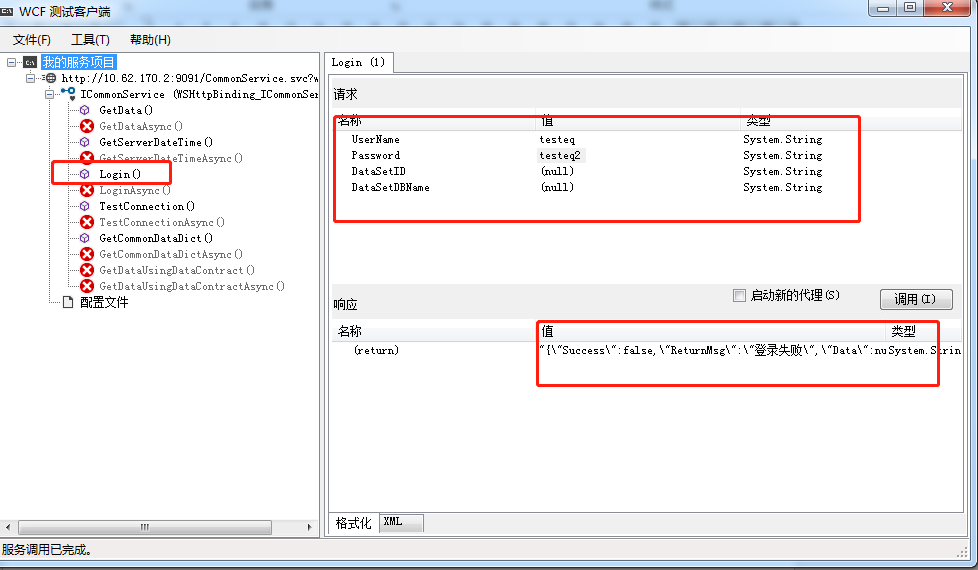 WCF 测试客户端
文件(F) 工具(T) 帮助(H)
我的服务项目
http://10.62.170.2:9091/CommonService.svc?w
ICommonService (WSHttpBinding_ICommonSer
GetData()
GetDataAsync()
GetServerDateTime()
GetServerDateTimeAsync()
Login()
LoginAsync()
TestConnection()
TestConnectionAsync()
GetCommonDataDict()
GetCommonDataDictAsync()
GetDataUsingDataContract()
GetDataUsingDataContractAsync()
配置文件
Login (1)
请求
名称 值 类型
UserName testeq System.String
Password testeq2 System.String
DataSetID (null) System.String
DataSetDBName (null) System.String
响应 启动新的代理(S) 调用(I)
名称 值 类型
(return) "{\"Success\":false,\"ReturnMsg\":\"登录失败\",\"Data\":nuSystem.Strin
格式化 XML
服务调用已完成。